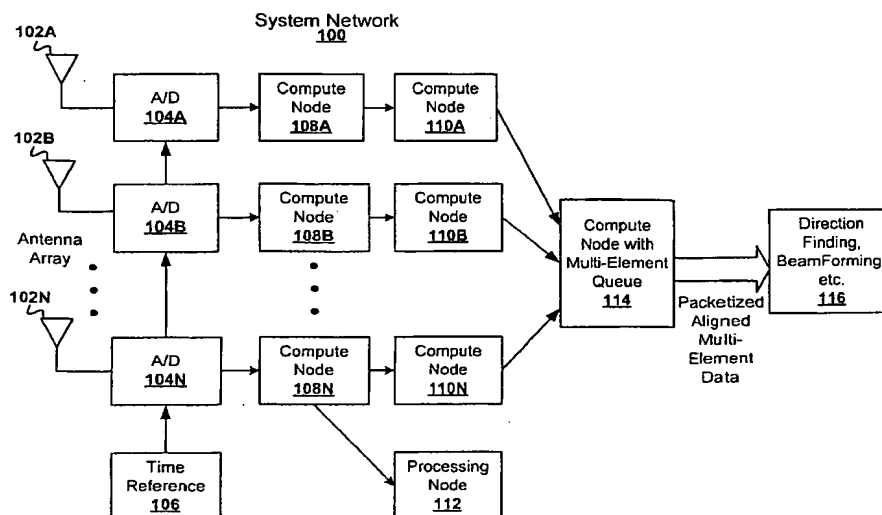 System Network
100
102A
A/D
104A
Compute
Node
108A
Compute
Node
110A
102B
A/D
104B
Compute
Node
108B
Compute
Node
110B
Antenna
Array
Compute
Node with
Multi-Element
Queue
114
Packetized
Aligned
Multi-
Element
Data
Direction
Finding,
BeamForming
etc.
116
102N
A/D
104N
Compute
Node
108N
Compute
Node
110N
Time
Reference
106
Processing
Node
112